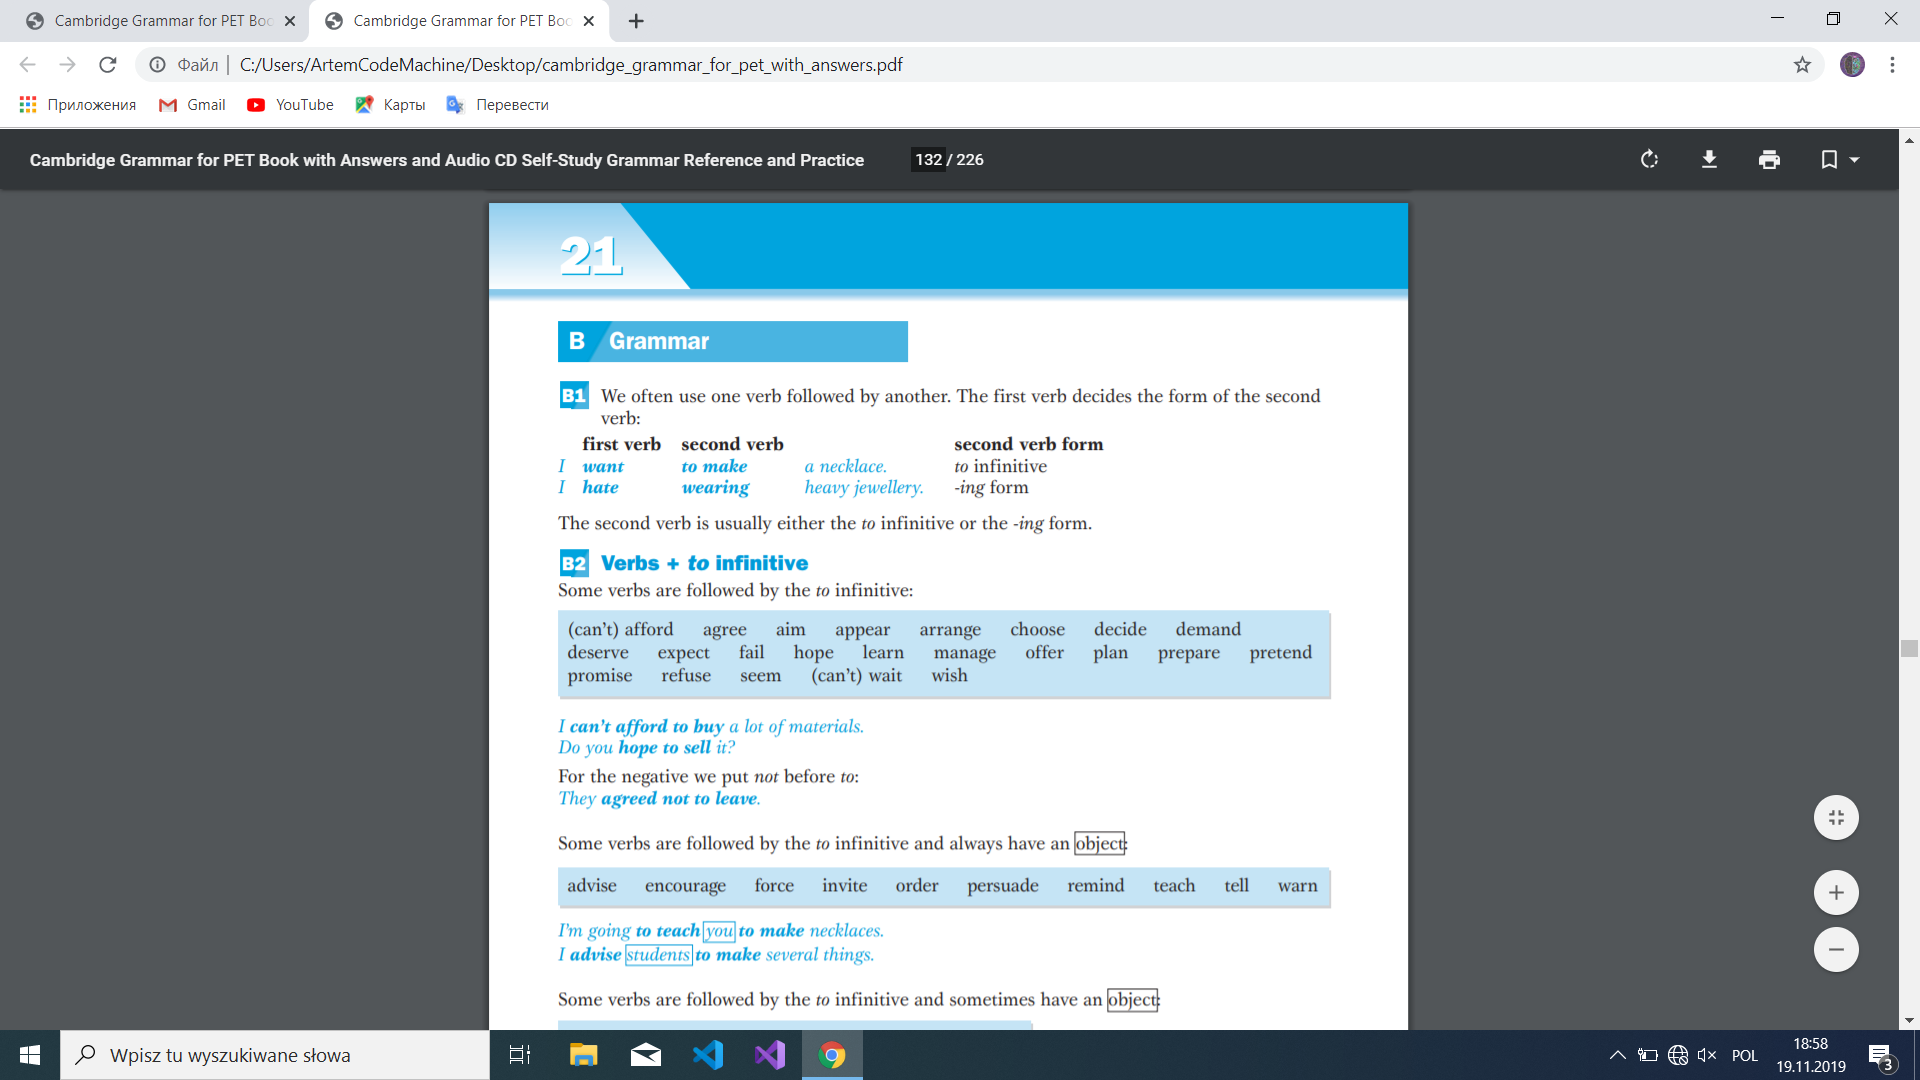 Cambridge Grammar for PET Boo
Cambridge Grammar for PET Boo
Файл | C:/Users/ArtemCodeMachine/Desktop/cambridge_grammar_for_pet_with_answers.pdf
Приложения Gmail YouTube Карты Перевести
Cambridge Grammar for PET Book with Answers and Audio CD Self-Study Grammar Reference and Practice 132 / 226
21
B Grammar
B1 We often use one verb followed by another. The first verb decides the form of the second
verb:
first verb second verb second verb form
I want to make a necklace. to infinitive
I hate wearing heavy jewellery. -ing form
The second verb is usually either the to infinitive or the -ing form.
B2 Verbs + to infinitive
Some verbs are followed by the to infinitive:
(can't) afford agree aim appear arrange choose decide demand
deserve expect fail hope learn manage offer plan prepare pretend
promise refuse seem (can't) wait wish
I can't afford to buy a lot of materials.
Do you hope to sell it?
For the negative we put not before to:
They agreed not to leave.
Some verbs are followed by the to infinitive and always have an object:
advise encourage force invite order persuade remind teach tell warn
I'm going to teach you to make necklaces.
I advise students to make several things.
Some verbs are followed by the to infinitive and sometimes have an object:
Wpisz tu wyszukiwane słowa
POL
18:58
19.11.2019
3